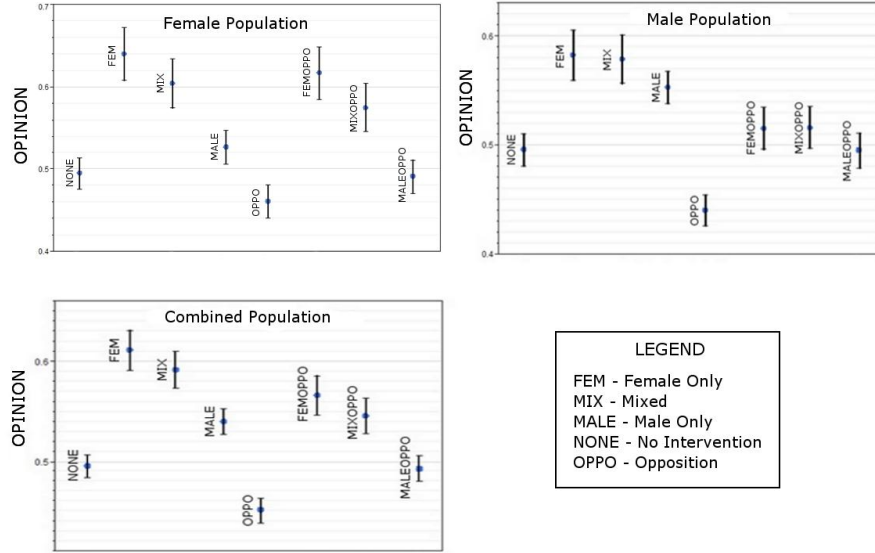 Female Population
OPINION
0.7
0.6
0.5
0.4
NONE
FEM
MIX
MALE
OPPO
FEMOPPO
MIXOPPO
MALEOPPO
Male Population
OPINION
0.6
0.5
0.4
NONE
FEM
MIX
MALE
OPPO
FEMOPPO
MIXOPPO
MALEOPPO
Combined Population
OPINION
0.6
0.5
NONE
FEM
MIX
MALE
OPPO
FEMOPPO
MIXOPPO
MALEOPPO
LEGEND
FEM - Female Only
MIX - Mixed
MALE - Male Only
NONE - No Intervention
OPPO - Opposition